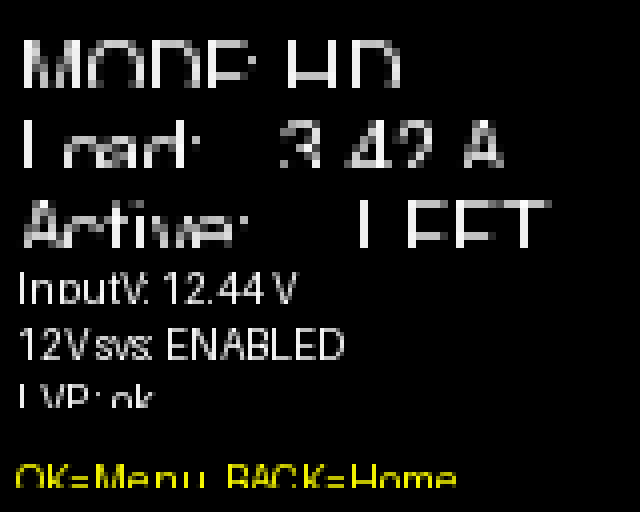 MODE: HD
Load: 3.42 A
Active: LEFT
InputV: 12.44 V
12V sys: ENABLED
LVP: ok
OK=Menu BACK=Home